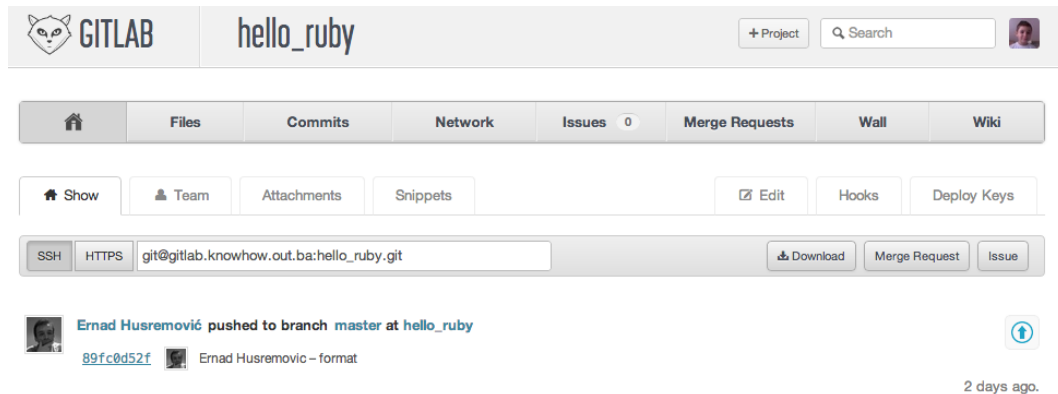 GITLAB hello_ruby + Project Search
Files Commits Network Issues 0 Merge Requests Wall Wiki
Show Team Attachments Snippets Edit Hooks Deploy Keys
SSH HTTPS git@gitlab.knowhow.out.ba:hello_ruby.git Download Merge Request Issue
Ernad Husremović pushed to branch master at hello_ruby
89fc0d52f Ernad Husremovic – format
2 days ago.